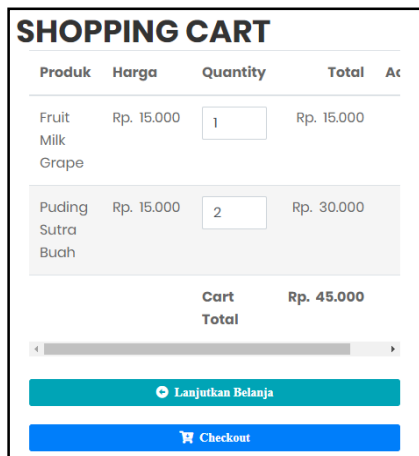 SHOPPING CART
Produk Harga Quantity Total
Fruit Milk Grape Rp. 15.000 1 Rp. 15.000
Puding Sutra Buah Rp. 15.000 2 Rp. 30.000
Cart Total Rp. 45.000
Lanjutkan Belanja
Checkout